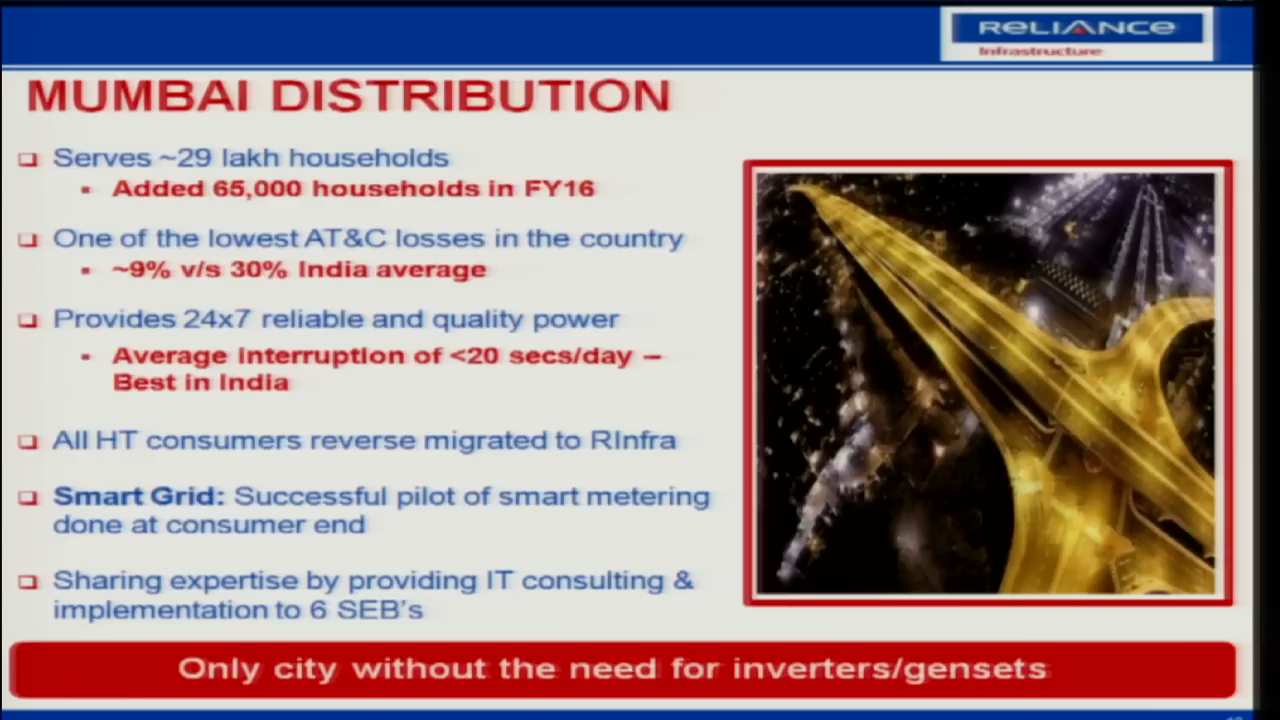 RELIANCE
Infrastructure
MUMBAI DISTRIBUTION
❑ Serves ~29 lakh households
▪ Added 65,000 households in FY16
❑ One of the lowest AT&C losses in the country
▪ ~9% v/s 30% India average
❑ Provides 24x7 reliable and quality power
▪ Average interruption of <20 secs/day –
Best in India
❑ All HT consumers reverse migrated to RInfra
❑ Smart Grid: Successful pilot of smart metering
done at consumer end
❑ Sharing expertise by providing IT consulting &
implementation to 6 SEB's
Only city without the need for inverters/gensets